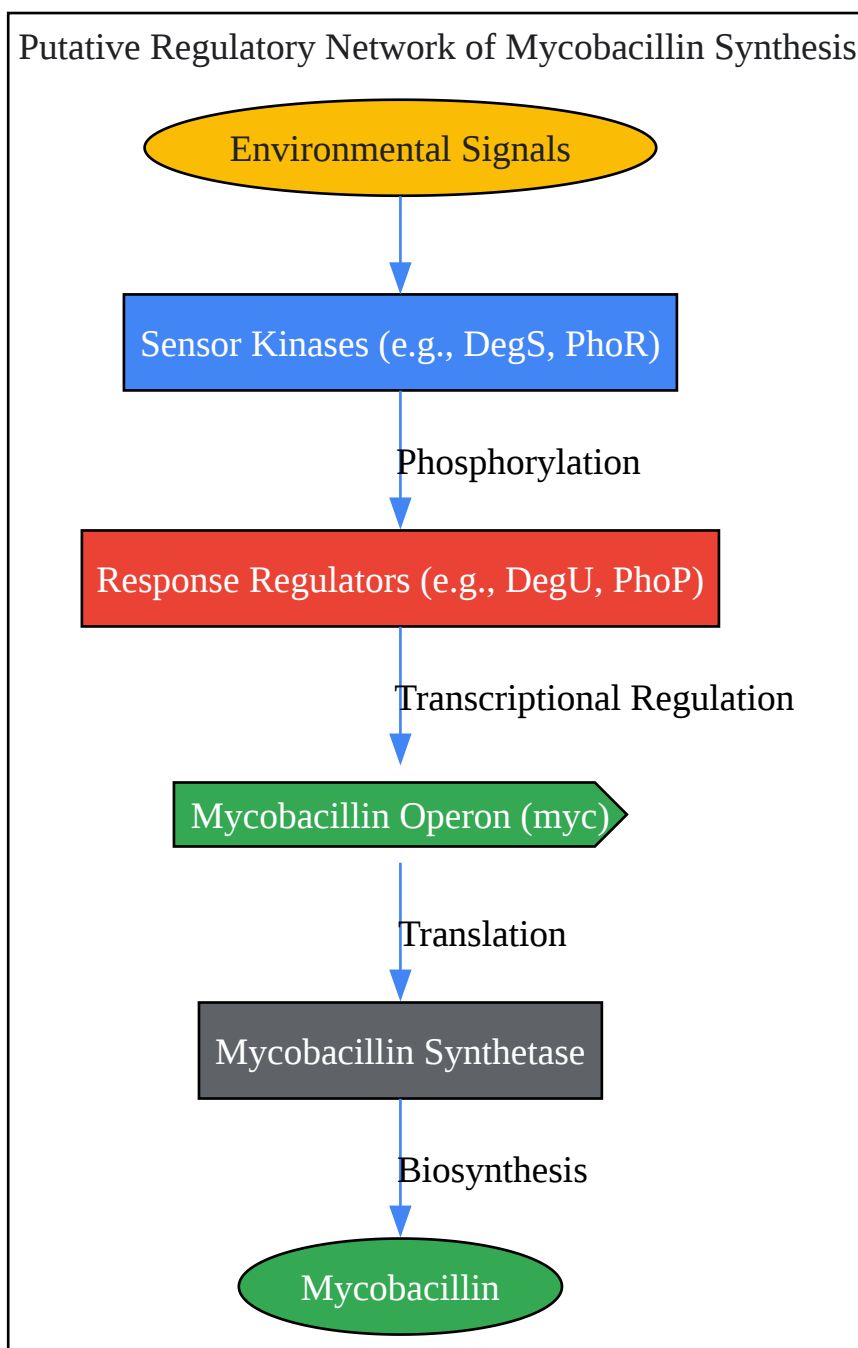 Putative Regulatory Network of Mycobacillin Synthesis
Environmental Signals
Sensor Kinases (e.g., DegS, PhoR)
Phosphorylation
Response Regulators (e.g., DegU, PhoP)
Transcriptional Regulation
Mycobacillin Operon (myc)
Translation
Mycobacillin Synthetase
Biosynthesis
Mycobacillin